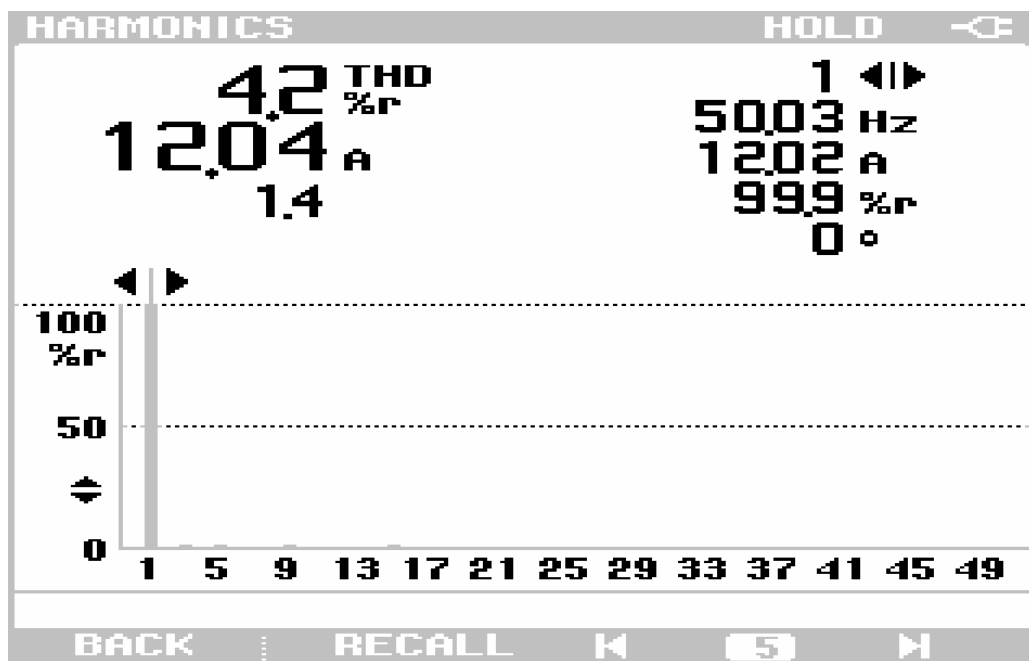 HARMONICS HOLD
4.2 THD %r
12.04 A
1.4
1
50.03 Hz
12.02 A
99.9 %r
0 °
100
%r
50
0
1 5 9 13 17 21 25 29 33 37 41 45 49
BACK RECALL 5